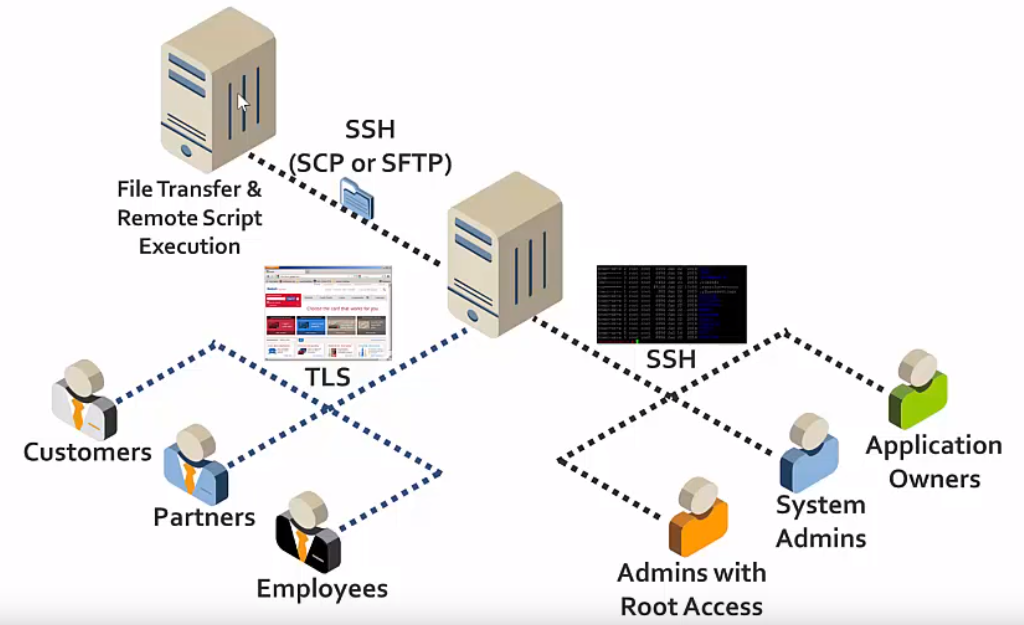 SSH
(SCP or SFTP)
File Transfer &
Remote Script
Execution
TLS
SSH
Customers
Partners
Employees
Application
Owners
System
Admins
Admins with
Root Access